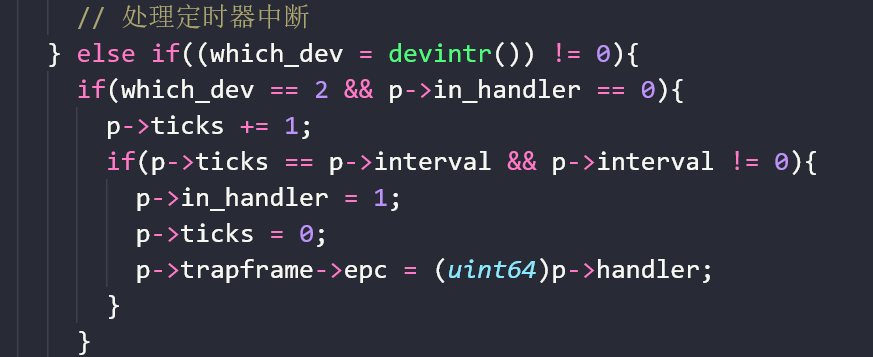 // 处理定时器中断
} else if((which_dev = devintr()) != 0){
if(which_dev == 2 && p->in_handler == 0){
p->ticks += 1;
if(p->ticks == p->interval && p->interval != 0){
p->in_handler = 1;
p->ticks = 0;
p->trapframe->epc = (uint64)p->handler;
}
}